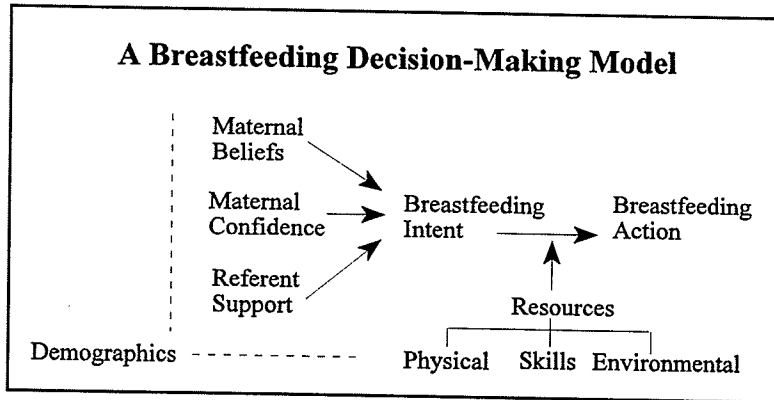 A Breastfeeding Decision-Making Model
Maternal
Beliefs
Maternal
Confidence
Referent
Support
Breastfeeding
Intent
Breastfeeding
Action
Resources
Physical
Skills
Environmental
Demographics